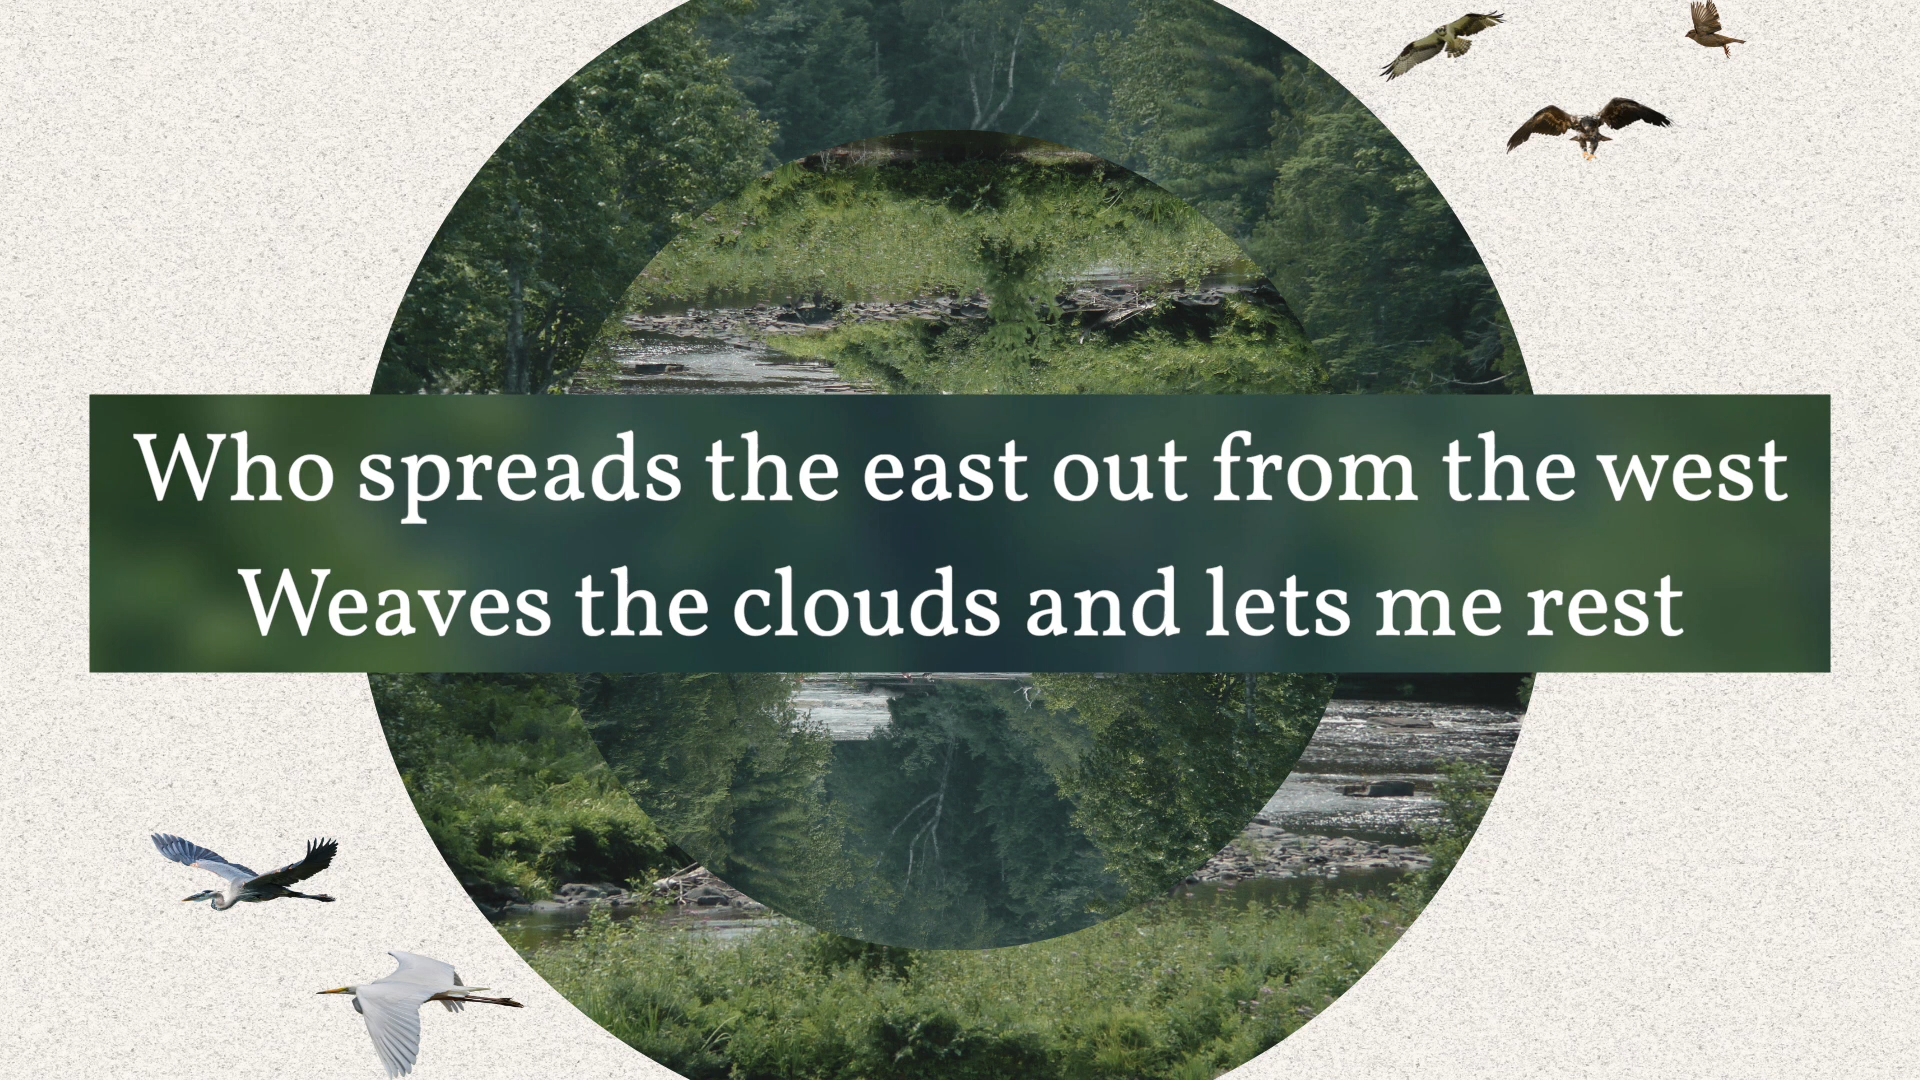 Who spreads the east out from the west
Weaves the clouds and lets me rest